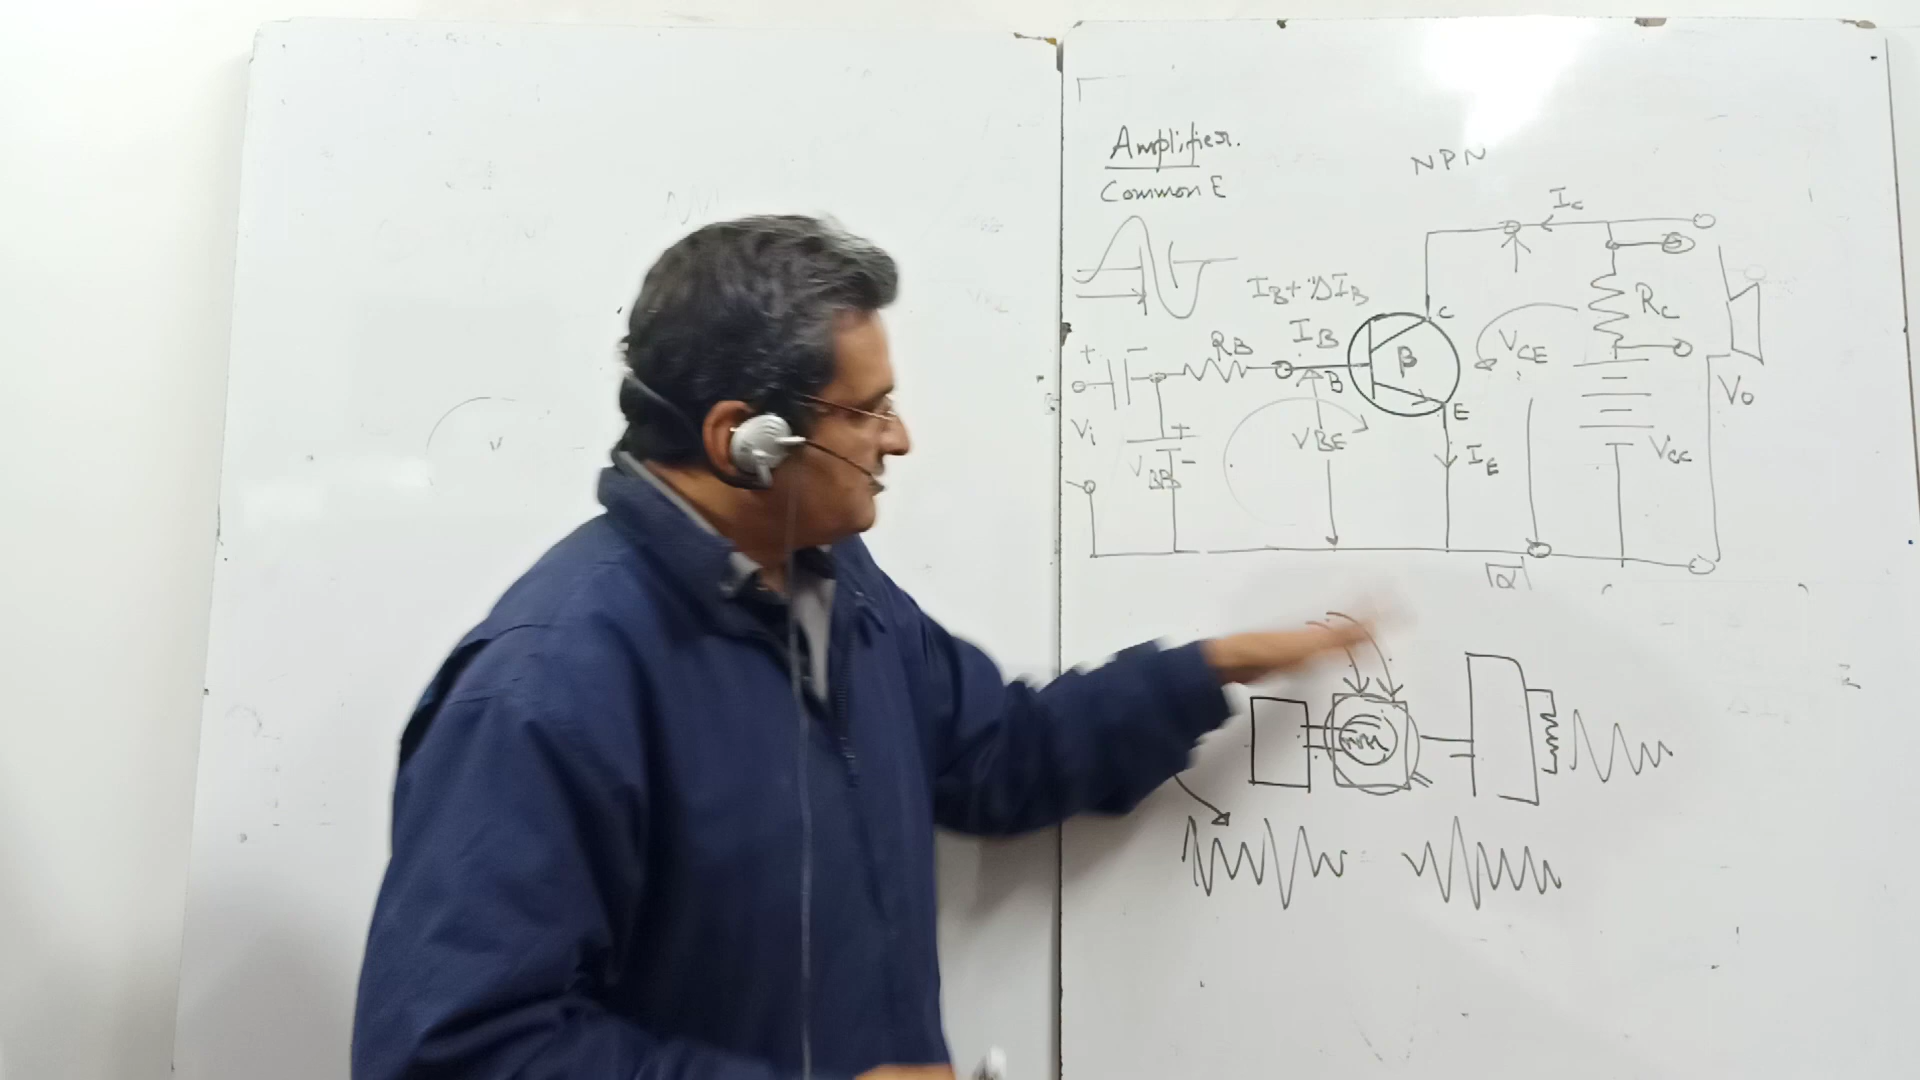 Amplifier.
Common E
NPN
Ic
IB+ΔIB
IB
RB
C
β
B
E
VCE
RC
+ -
Vi
+
VBB
-
VBE
IE
VCC
Vo